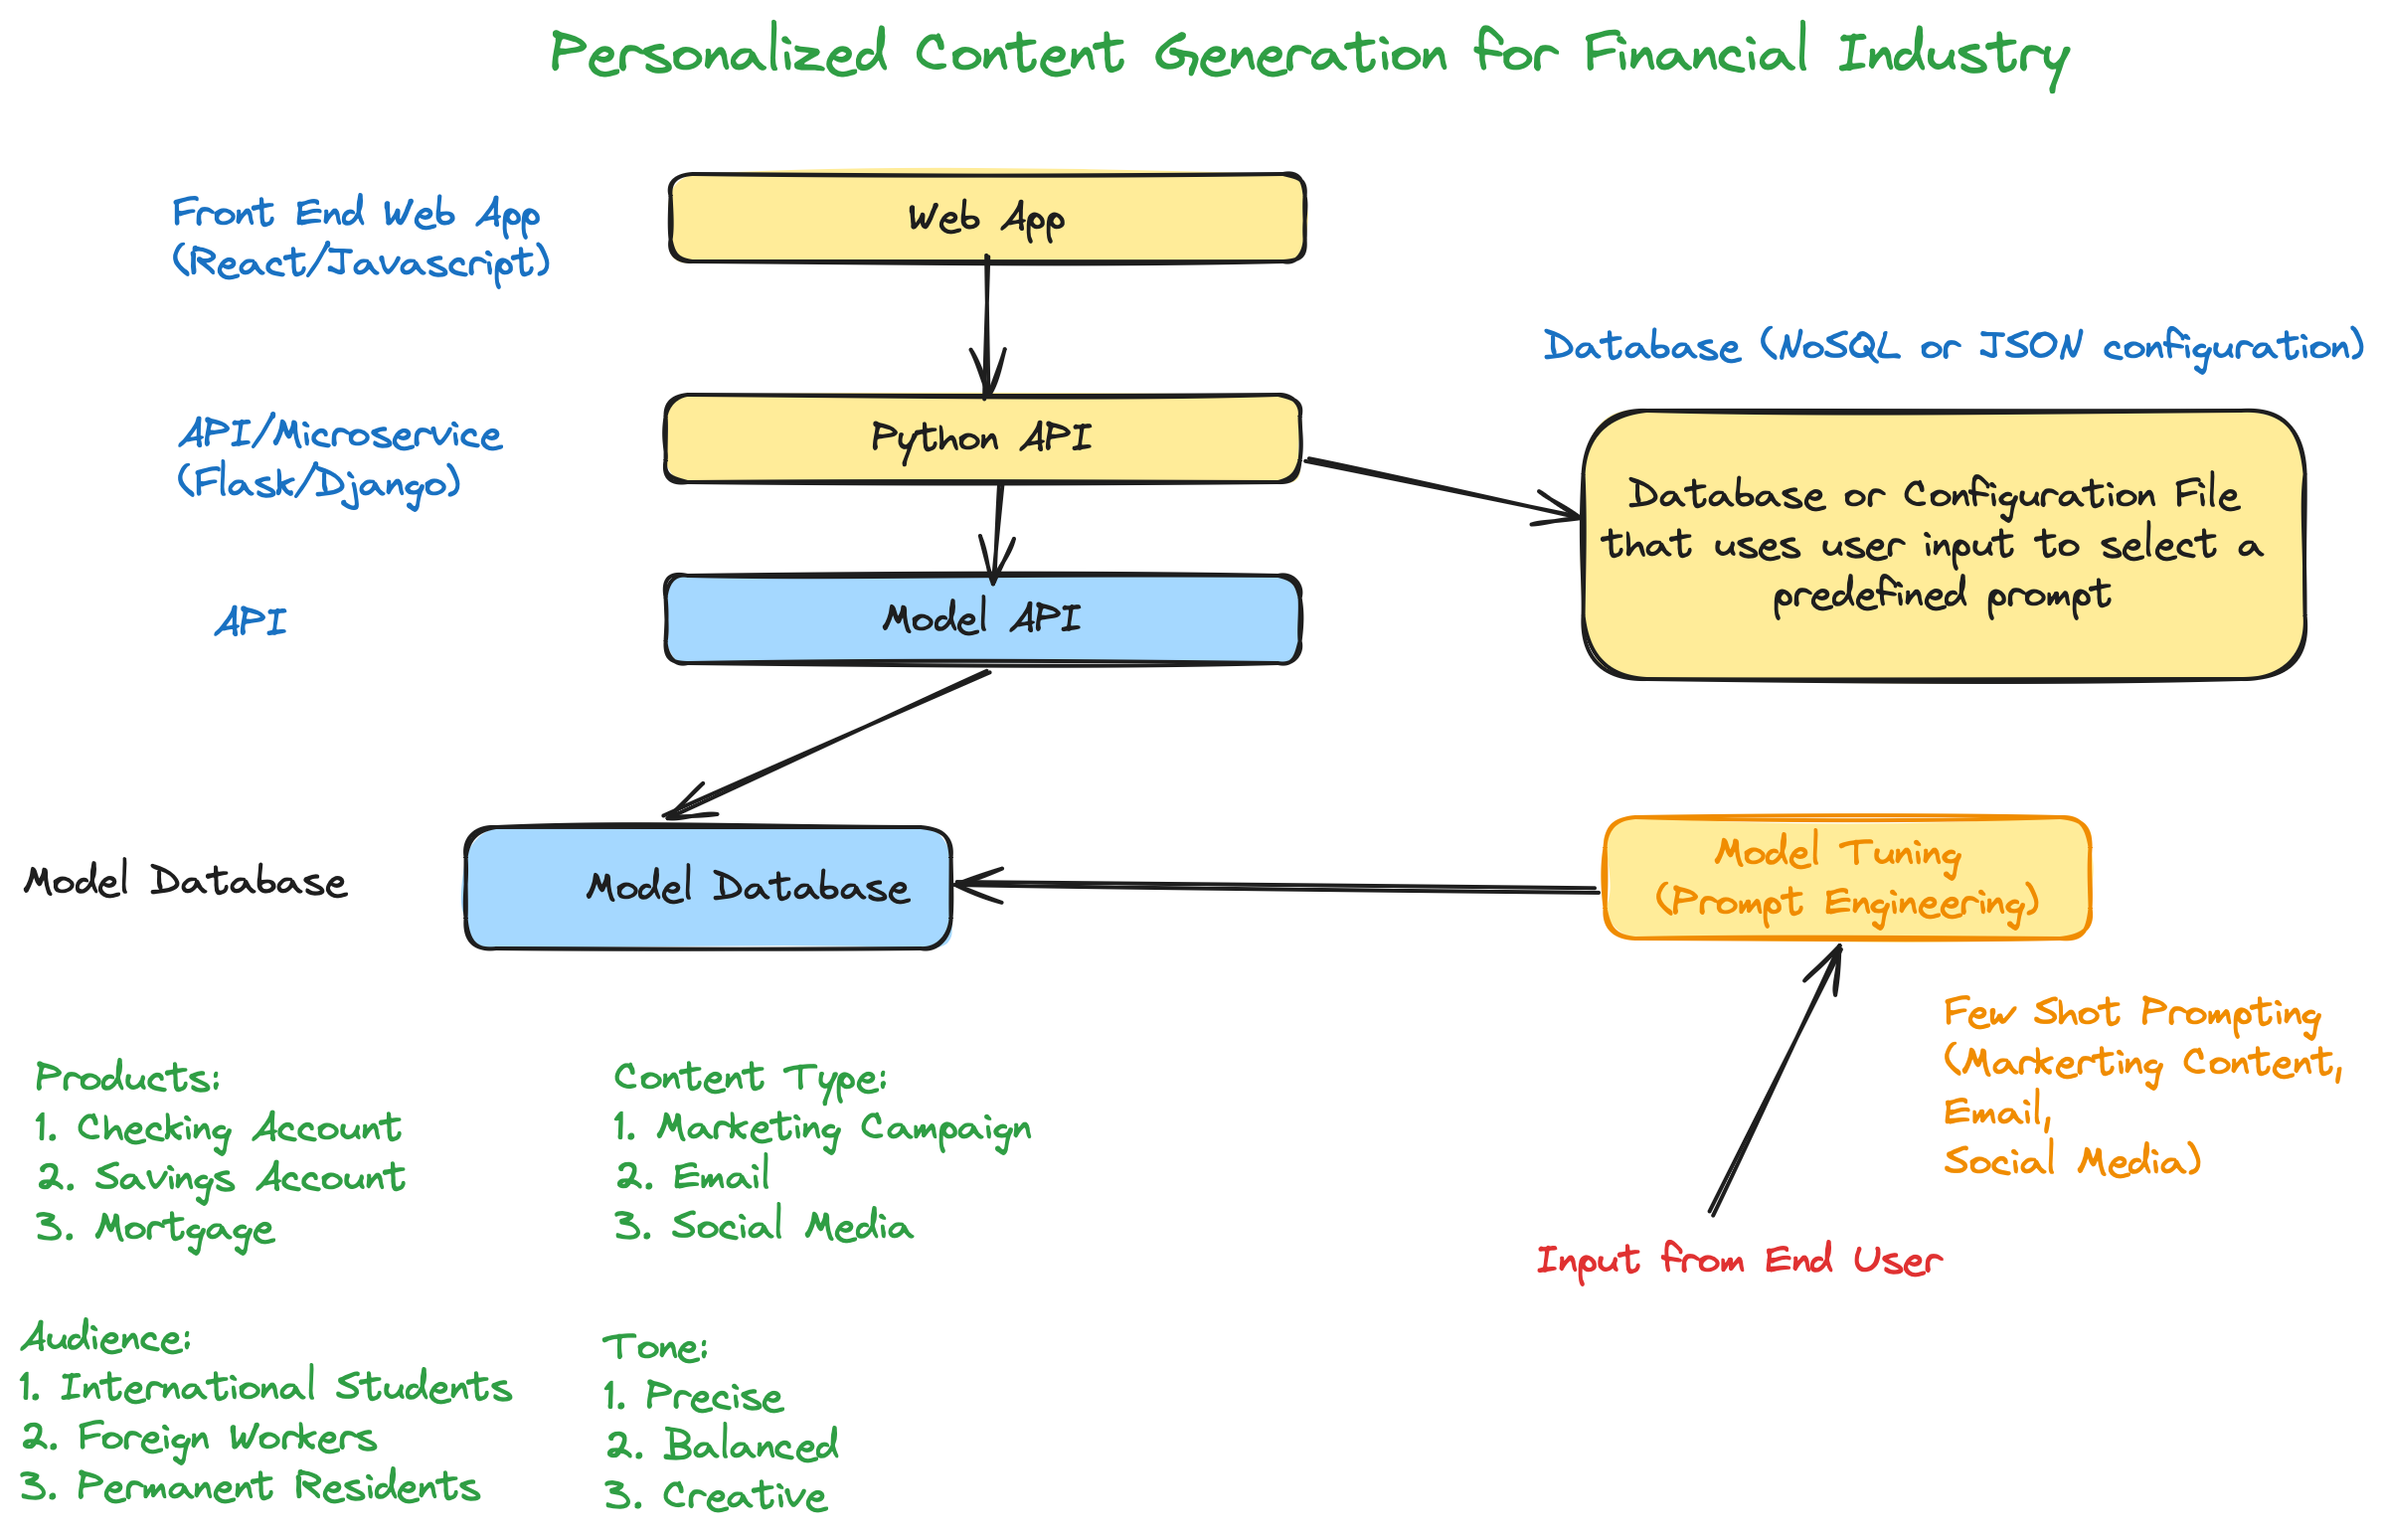 Personalized Content Generation for Financial Industry
Front End Web App
(React/Javascript)
Web App
Database (NoSQL or JSON configuration)
API/Microservice
(Flask/Django)
Python API
Database or Configuration File
that uses user input to select a
predefined prompt
API
Model API
Model Database
Model Database
Model Tuning
(Prompt Engineering)
Few Shot Prompting
(Marketing Content,
Email,
Social Media)
Input from End User
Products:
1. Checking Account
2. Savings Account
3. Mortgage
Content Type:
1. Marketing Campaign
2. Email
3. Social Media
Audience:
1. International Students
2. Foreign Workers
3. Permanent Residents
Tone:
1. Precise
2. Balanced
3. Creative